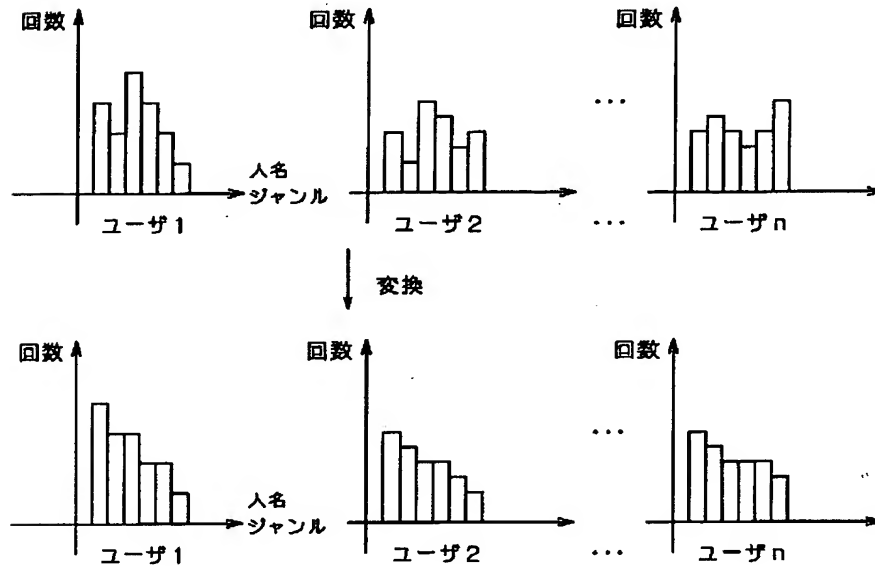 回数
回数
回数
...
人名
ジャンル
ユーザ1
ユーザ2
...
ユーザn
変換
回数
回数
回数
...
人名
ジャンル
ユーザ1
ユーザ2
...
ユーザn